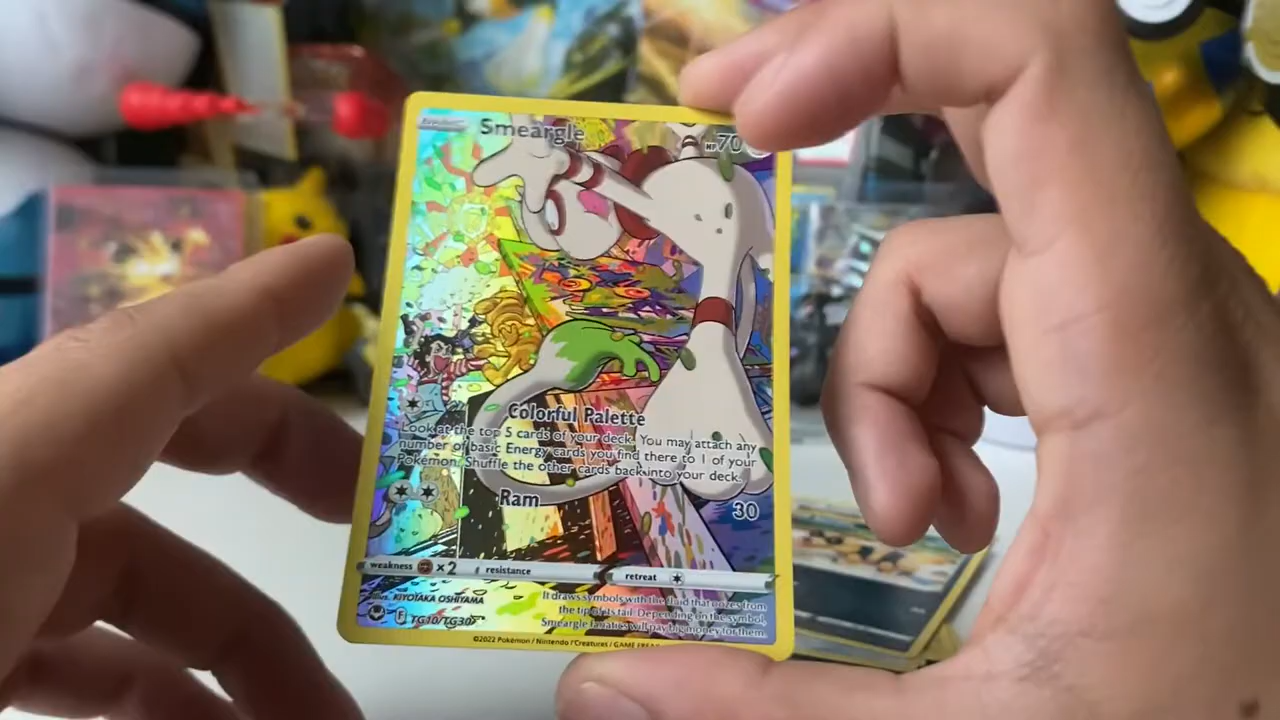 Smeargle
HP70
Colorful Palette
Look at the top 5 cards of your deck. You may attach any
number of basic Energy cards you find there to 1 of your
Pokémon. Shuffle the other cards back into your deck.
Ram 30
weakness ×2 resistance retreat
Illus. KIYOTAKA OSHIYAMA
It draws symbols with the fluid that oozes from
the tip of its tail. Depending on the symbol,
F TG10/TG30
Smeargle fanatics will pay big money for them.
©2022 Pokémon / Nintendo / Creatures / GAME FREAK